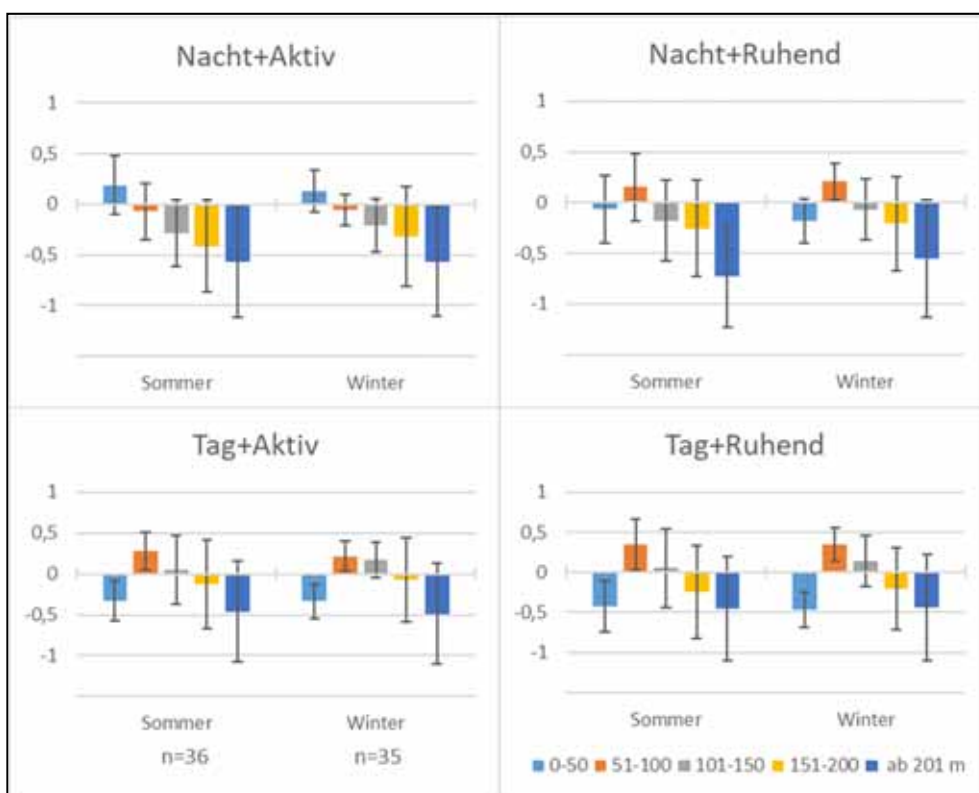 Nacht+Aktiv
1
0,5
0
-0,5
-1
Sommer Winter
Nacht+Ruhend
1
0,5
0
-0,5
-1
Sommer Winter
Tag+Aktiv
1
0,5
0
-0,5
-1
Sommer Winter
n=36 n=35
Tag+Ruhend
1
0,5
0
-0,5
-1
Sommer Winter
0-50 51-100 101-150 151-200 ab 201 m